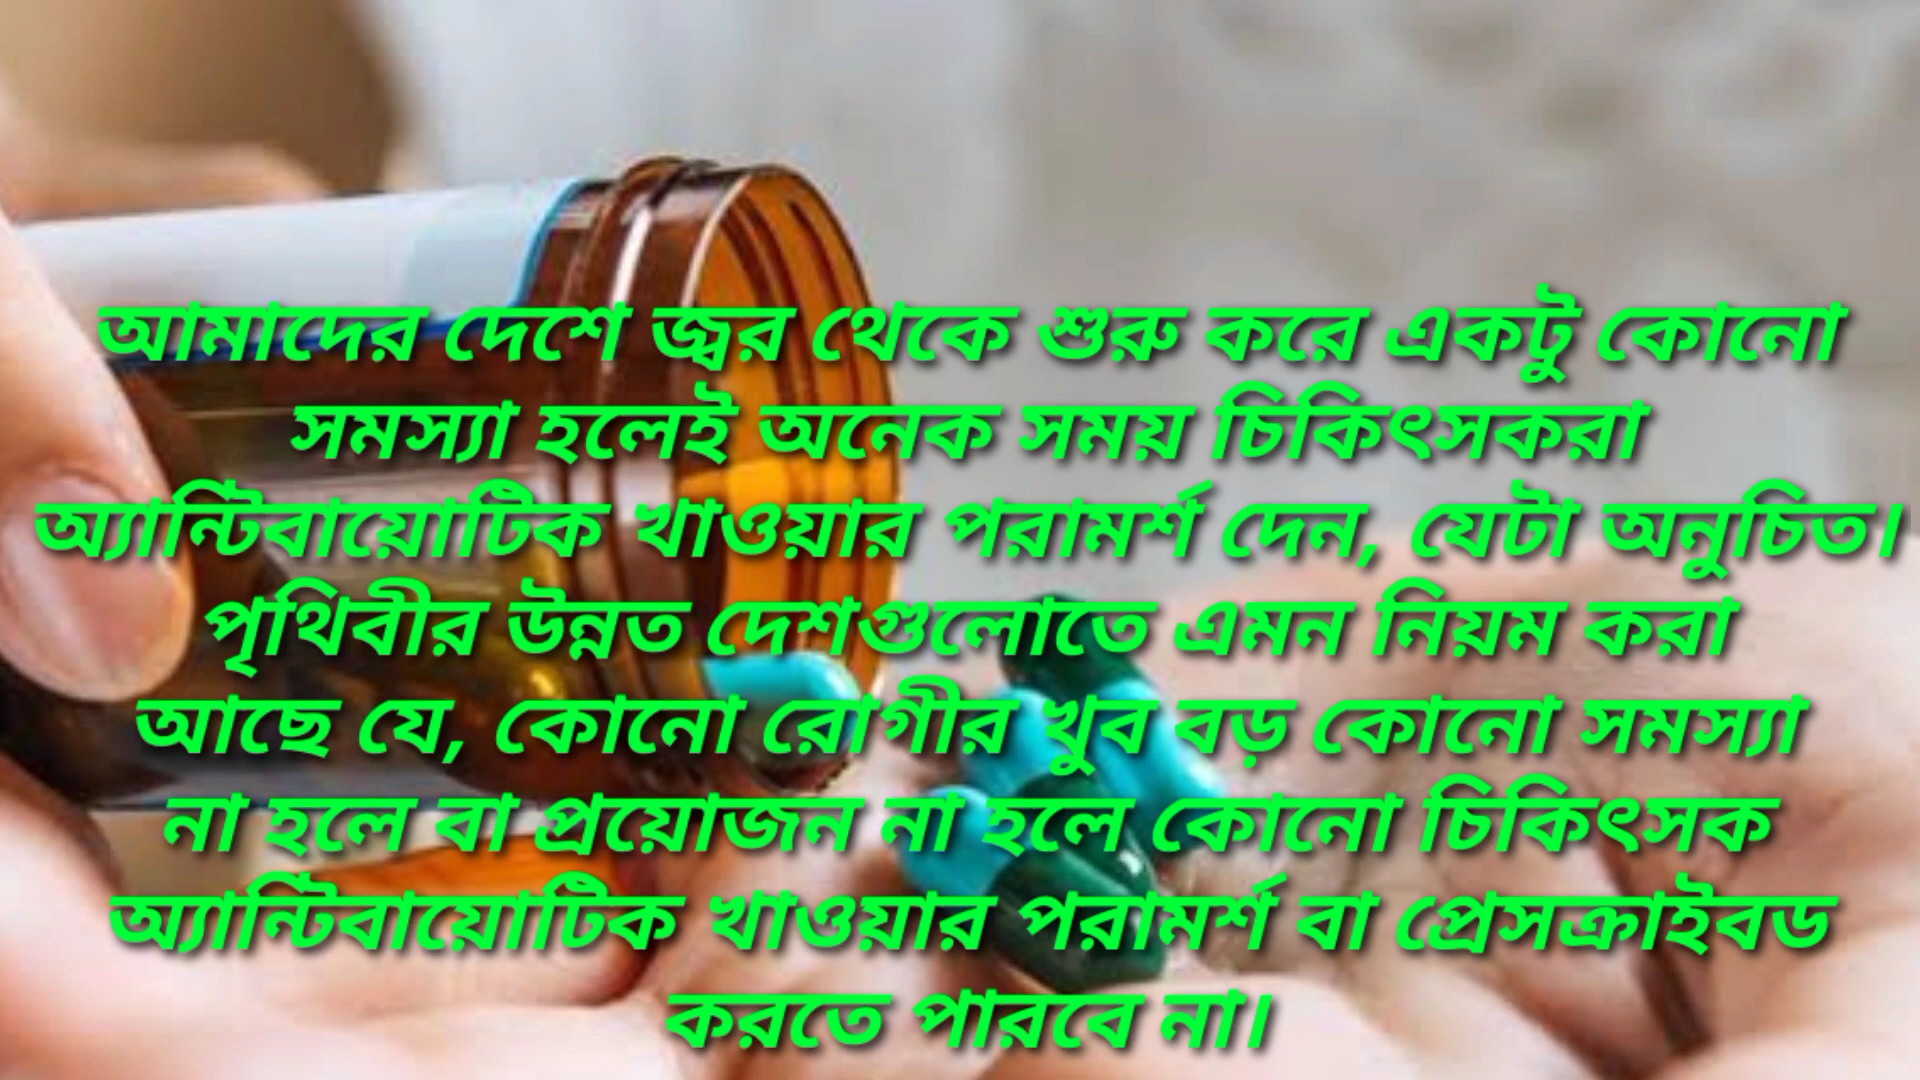 আমাদের দেশে জ্বর থেকে শুরু করে একটু কোনো
সমস্যা হলেই অনেক সময় চিকিৎসকরা
অ্যান্টিবায়োটিক খাওয়ার পরামর্শ দেন, যেটা অনুচিত।
পৃথিবীর উন্নত দেশগুলোতে এমন নিয়ম করা
আছে যে, কোনো রোগীর খুব বড় কোনো সমস্যা
না হলে বা প্রয়োজন না হলে কোনো চিকিৎসক
অ্যান্টিবায়োটিক খাওয়ার পরামর্শ বা প্রেসক্রাইবড
করতে পারবে না।